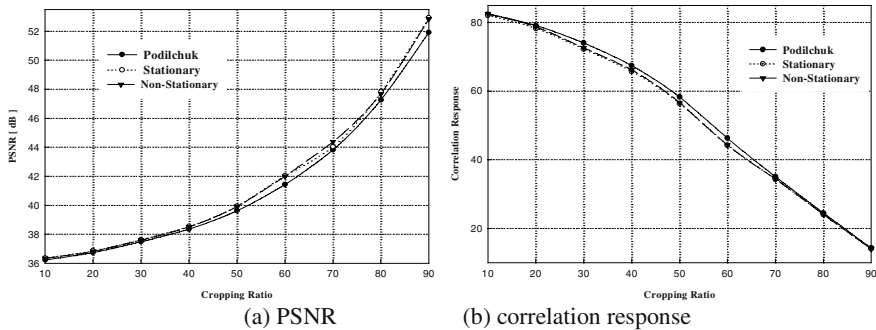 52
50
48
46
44
42
40
38
36
PSNR [ dB]
Podilchuk
Stationary
Non-Stationary
10 20 30 40 50 60 70 80 90
Cropping Ratio
(a) PSNR
80
60
40
20
Correlation Response
Podilchuk
Stationary
Non-Stationary
10 20 30 40 50 60 70 80 90
Cropping Ratio
(b) correlation response